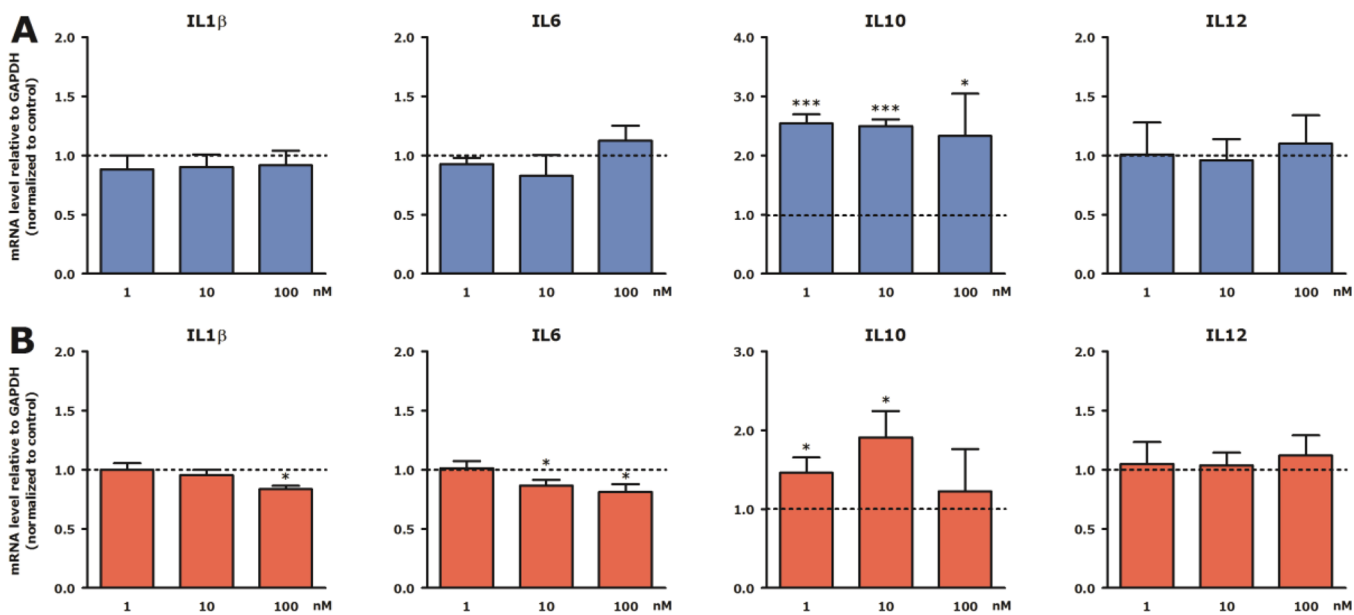 A
IL1β
IL6
IL10
IL12
mRNA level relative to GAPDH
(normalized to control)
2.0
1.5
1.0
0.5
0.0
1 10 100 nM
2.0
1.5
1.0
0.5
0.0
1 10 100 nM
4.0
3.0
2.0
1.0
0.0
*** *** *
1 10 100 nM
2.0
1.5
1.0
0.5
0.0
1 10 100 nM
B
IL1β
IL6
IL10
IL12
mRNA level relative to GAPDH
(normalized to control)
2.0
1.5
1.0
0.5
0.0
*
1 10 100 nM
2.0
1.5
1.0
0.5
0.0
* *
1 10 100 nM
3.0
2.0
1.0
0.0
* *
1 10 100 nM
2.0
1.5
1.0
0.5
0.0
1 10 100 nM